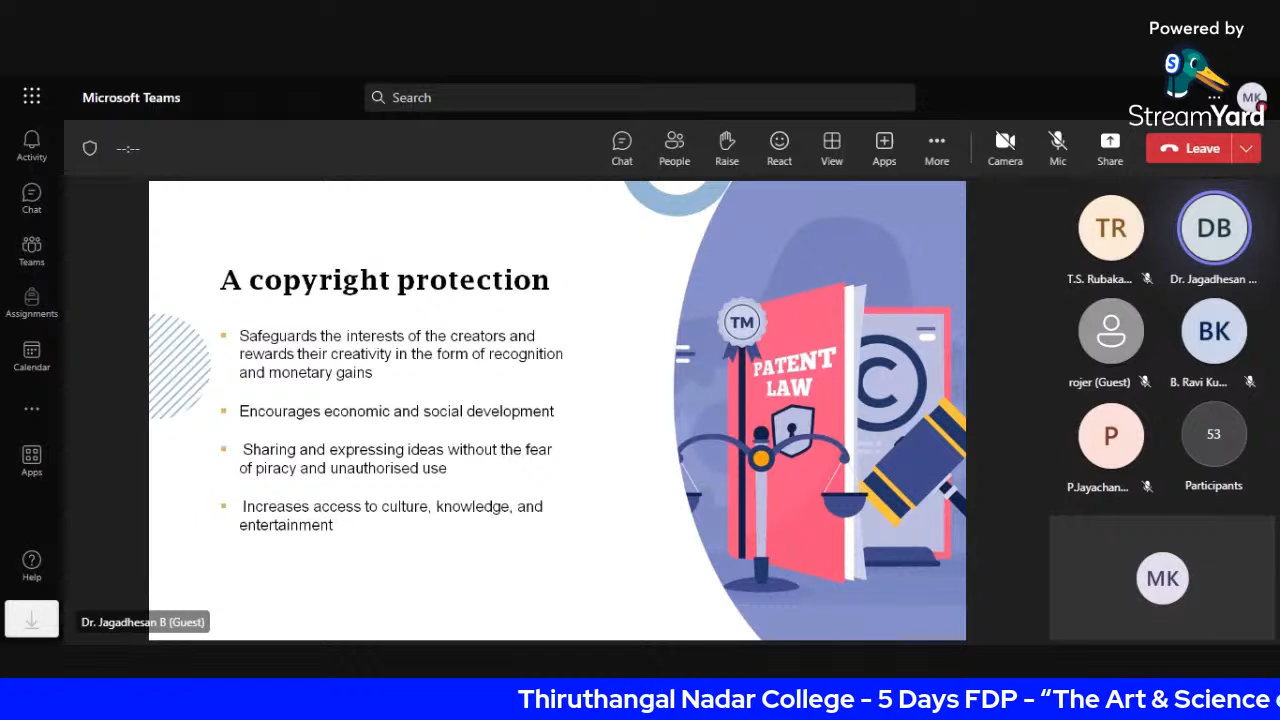 Powered by
StreamYard
Microsoft Teams
Search
MK
--:--
Chat
People
Raise
React
View
Apps
More
Camera
Mic
Share
Leave
Activity
Chat
Teams
Assignments
Calendar
Apps
Help
A copyright protection
Safeguards the interests of the creators and
rewards their creativity in the form of recognition
and monetary gains
Encourages economic and social development
Sharing and expressing ideas without the fear
of piracy and unauthorised use
Increases access to culture, knowledge, and
entertainment
TM
PATENT
LAW
C
TR
T.S. Rubaka...
DB
Dr. Jagadhesan ...
rojer (Guest)
BK
B. Ravi Ku...
P
P.Jayachan...
53
Participants
MK
Dr. Jagadhesan B (Guest)
Thiruthangal Nadar College - 5 Days FDP - “The Art & Science